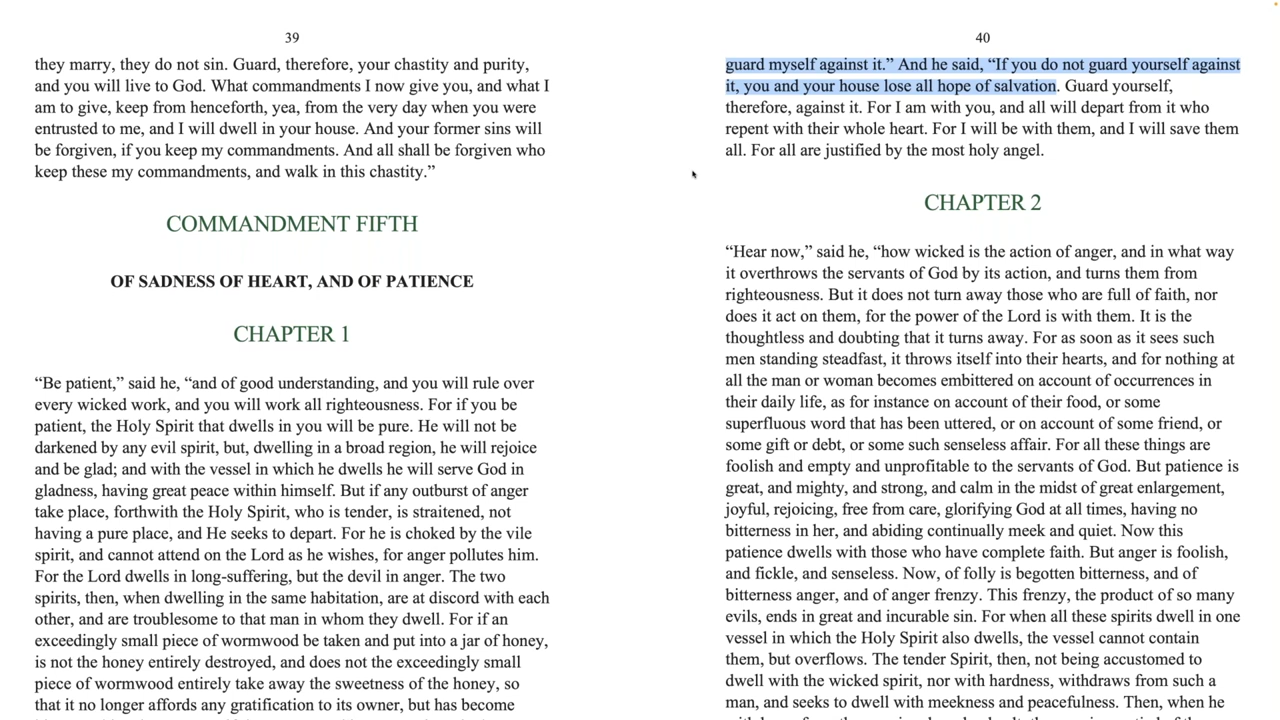 39
they marry, they do not sin. Guard, therefore, your chastity and purity,
and you will live to God. What commandments I now give you, and what I
am to give, keep from henceforth, yea, from the very day when you were
entrusted to me, and I will dwell in your house. And your former sins will
be forgiven, if you keep my commandments. And all shall be forgiven who
keep these my commandments, and walk in this chastity.”
COMMANDMENT FIFTH
OF SADNESS OF HEART, AND OF PATIENCE
CHAPTER 1
“Be patient,” said he, “and of good understanding, and you will rule over
every wicked work, and you will work all righteousness. For if you be
patient, the Holy Spirit that dwells in you will be pure. He will not be
darkened by any evil spirit, but, dwelling in a broad region, he will rejoice
and be glad; and with the vessel in which he dwells he will serve God in
gladness, having great peace within himself. But if any outburst of anger
take place, forthwith the Holy Spirit, who is tender, is straitened, not
having a pure place, and He seeks to depart. For he is choked by the vile
spirit, and cannot attend on the Lord as he wishes, for anger pollutes him.
For the Lord dwells in long-suffering, but the devil in anger. The two
spirits, then, when dwelling in the same habitation, are at discord with each
other, and are troublesome to that man in whom they dwell. For if an
exceedingly small piece of wormwood be taken and put into a jar of honey,
is not the honey entirely destroyed, and does not the exceedingly small
piece of wormwood entirely take away the sweetness of the honey, so
that it no longer affords any gratification to its owner, but has become
40
guard myself against it.” And he said, “If you do not guard yourself against
it, you and your house lose all hope of salvation. Guard yourself,
therefore, against it. For I am with you, and all will depart from it who
repent with their whole heart. For I will be with them, and I will save them
all. For all are justified by the most holy angel.
CHAPTER 2
“Hear now,” said he, “how wicked is the action of anger, and in what way
it overthrows the servants of God by its action, and turns them from
righteousness. But it does not turn away those who are full of faith, nor
does it act on them, for the power of the Lord is with them. It is the
thoughtless and doubting that it turns away. For as soon as it sees such
men standing steadfast, it throws itself into their hearts, and for nothing at
all the man or woman becomes embittered on account of occurrences in
their daily life, as for instance on account of their food, or some
superfluous word that has been uttered, or on account of some friend, or
some gift or debt, or some such senseless affair. For all these things are
foolish and empty and unprofitable to the servants of God. But patience is
great, and mighty, and strong, and calm in the midst of great enlargement,
joyful, rejoicing, free from care, glorifying God at all times, having no
bitterness in her, and abiding continually meek and quiet. Now this
patience dwells with those who have complete faith. But anger is foolish,
and fickle, and senseless. Now, of folly is begotten bitterness, and of
bitterness anger, and of anger frenzy. This frenzy, the product of so many
evils, ends in great and incurable sin. For when all these spirits dwell in one
vessel in which the Holy Spirit also dwells, the vessel cannot contain
them, but overflows. The tender Spirit, then, not being accustomed to
dwell with the wicked spirit, nor with hardness, withdraws from such a
man, and seeks to dwell with meekness and peacefulness. Then, when he